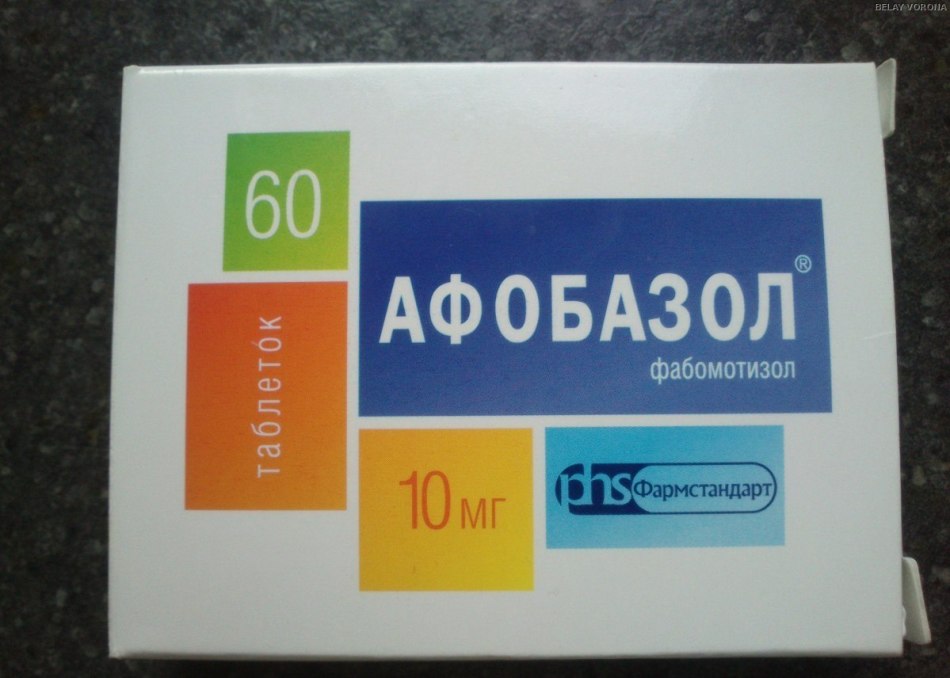 BELAY VORONA
60
таблеток
АФОБАЗОЛ®
фабомотизол
10 мг
phs Фармстандарт